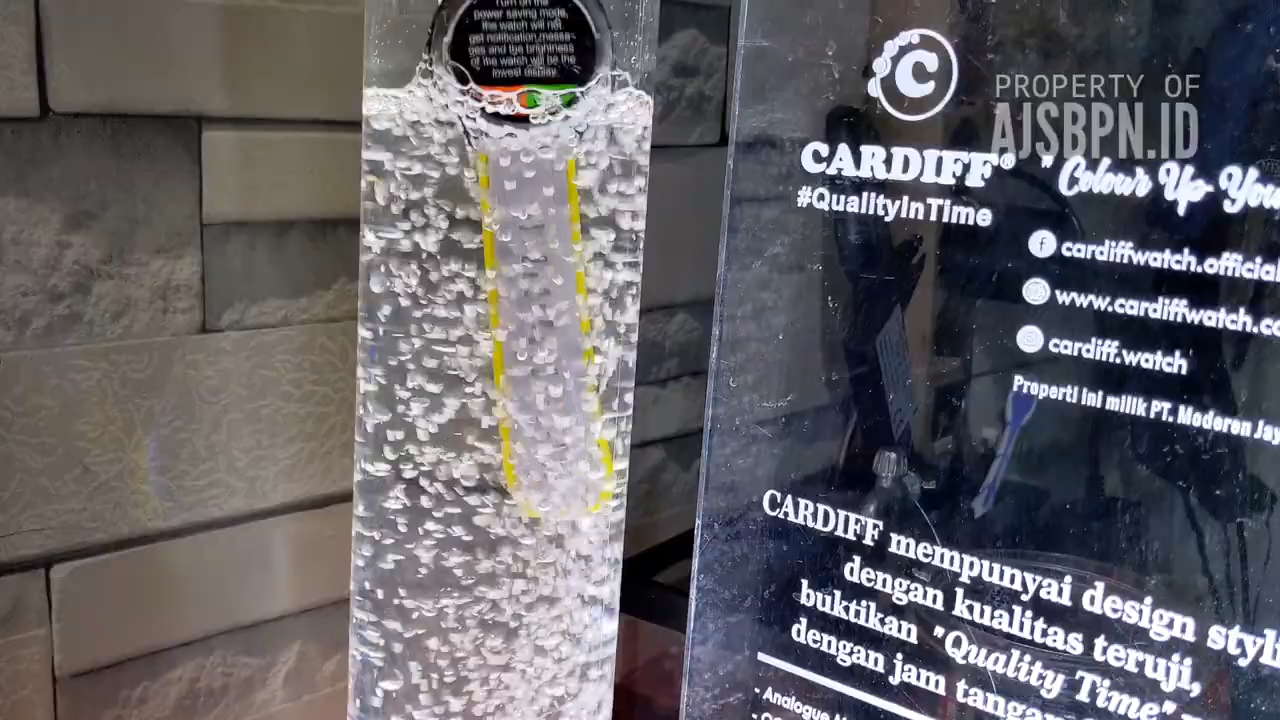 Turn on the
power saving mode,
the watch will not
get notification,messa-
ges and the brightness
of the watch will be the
lowest display.
C
PROPERTY OF
AJSBPN.ID
CARDIFF®
"Colour Up You
#QualityInTime
f cardiffwatch.official
www.cardiffwatch.co
cardiff.watch
Properti ini milik PT. Moderen Jay
CARDIFF mempunyai design styli
dengan kualitas teruji,
buktikan "Quality Time"
dengan jam tangan
- Analogue